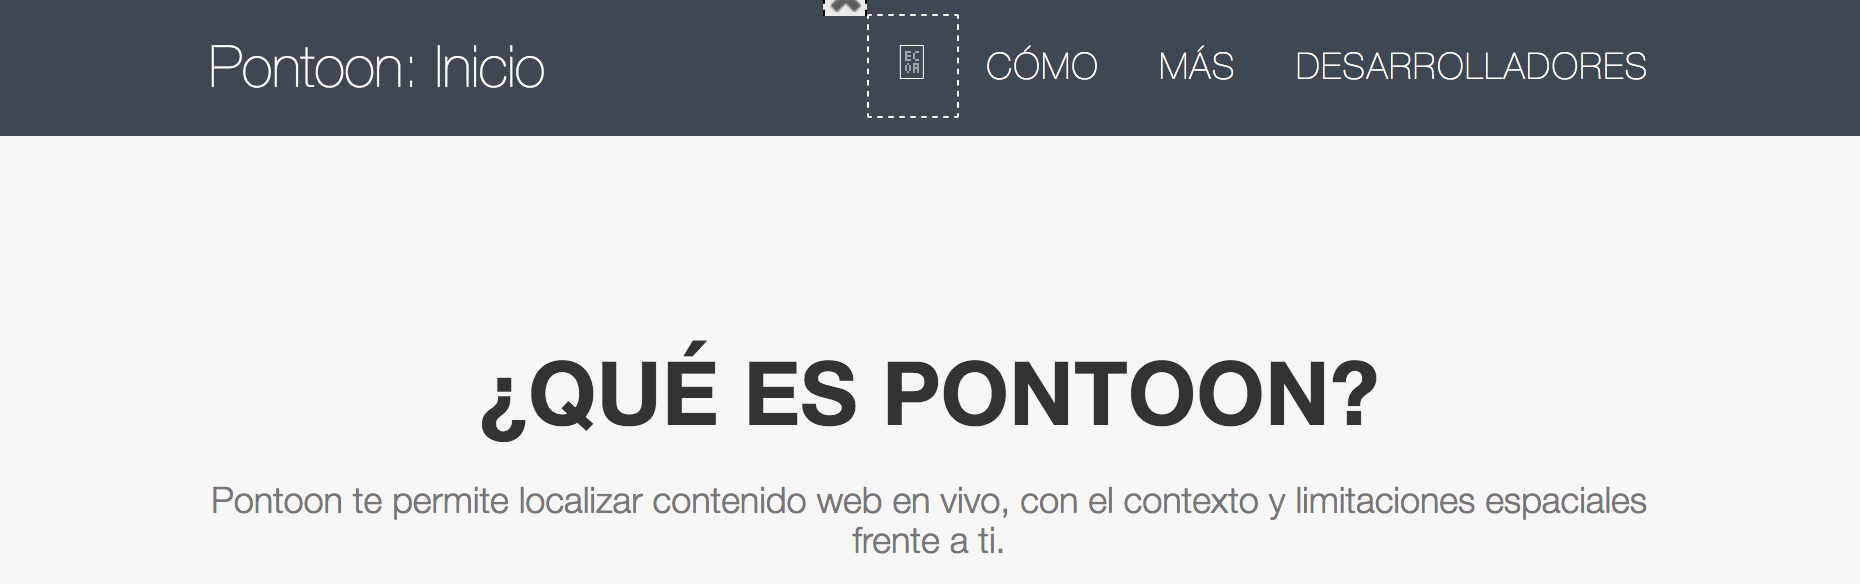 Pontoon: Inicio
CÓMO MÁS DESARROLLADORES
¿QUÉ ES PONTOON?
Pontoon te permite localizar contenido web en vivo, con el contexto y limitaciones espaciales
frente a ti.